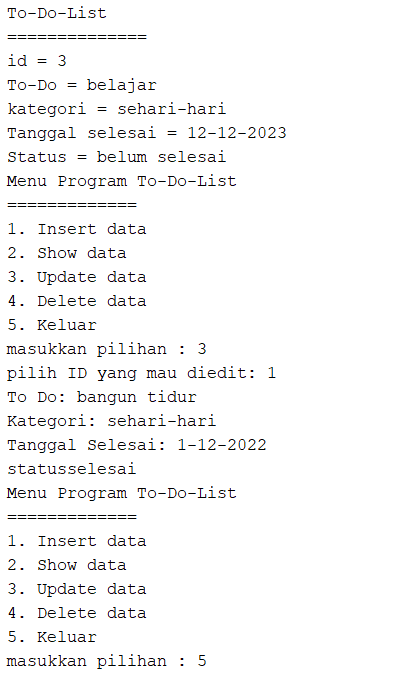 To-Do-List
==============
id = 3
To-Do = belajar
kategori = sehari-hari
Tanggal selesai = 12-12-2023
Status = belum selesai
Menu Program To-Do-List
=============
1. Insert data
2. Show data
3. Update data
4. Delete data
5. Keluar
masukkan pilihan : 3
pilih ID yang mau diedit: 1
To Do: bangun tidur
Kategori: sehari-hari
Tanggal Selesai: 1-12-2022
statusselesai
Menu Program To-Do-List
=============
1. Insert data
2. Show data
3. Update data
4. Delete data
5. Keluar
masukkan pilihan : 5